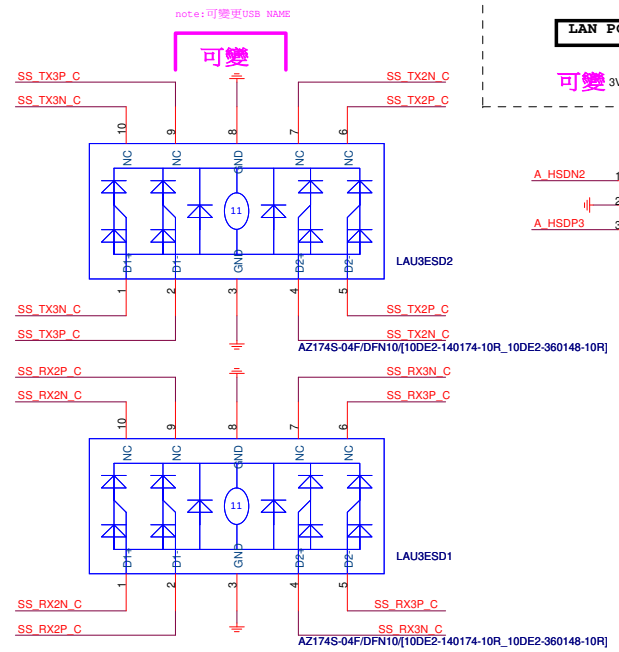 note:可變更USB NAME
可變
LAN PO
可變 3V
SS_TX3P_C
SS_TX2N_C
SS_TX3N_C
SS_TX2P_C
10 9 8 7 6
NC NC GND NC NC
11
D1+ D1- GND D2+ D2-
LAU3ESD2
1 2 3 4 5
SS_TX3N_C
SS_TX2P_C
SS_TX3P_C
SS_TX2N_C
AZ174S-04F/DFN10/[10DE2-140174-10R_10DE2-360148-10R]
A_HSDN2 1
2
A_HSDP3 3
SS_RX2P_C
SS_RX3N_C
SS_RX2N_C
SS_RX3P_C
10 9 8 7 6
NC NC GND NC NC
11
D1+ D1- GND D2+ D2-
LAU3ESD1
1 2 3 4 5
SS_RX2N_C
SS_RX3P_C
SS_RX2P_C
SS_RX3N_C
AZ174S-04F/DFN10/[10DE2-140174-10R_10DE2-360148-10R]